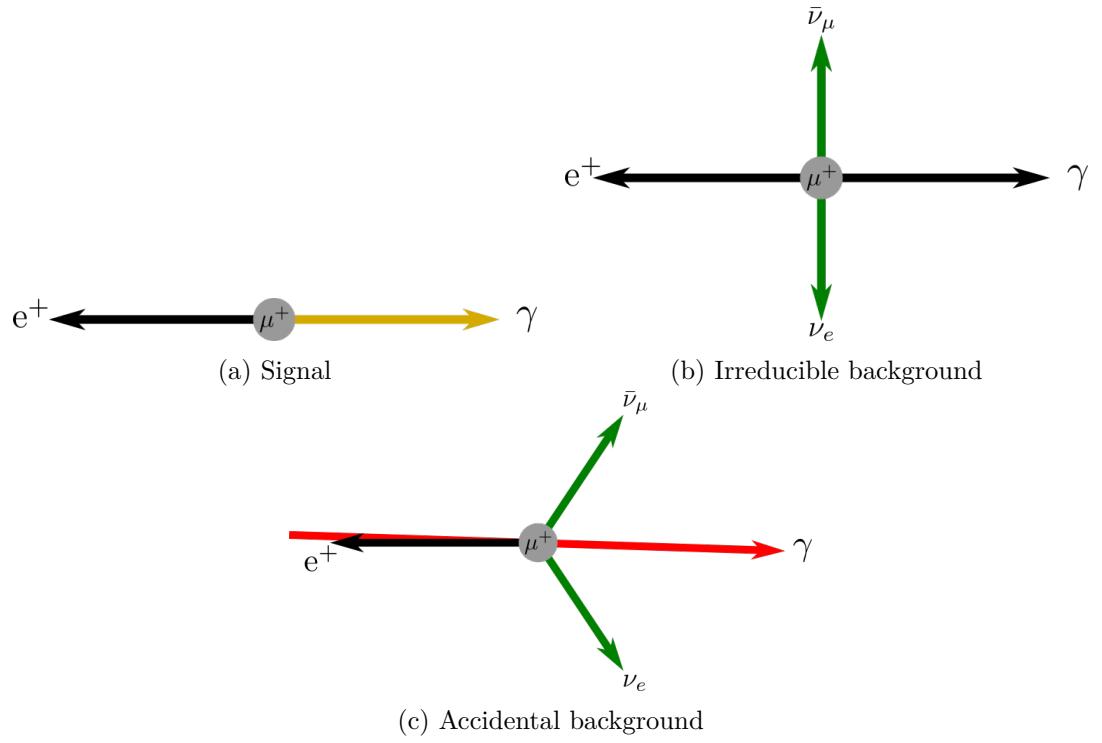 e⁺ μ⁺ γ
(a) Signal
ν̄_μ
e⁺ μ⁺ γ
ν_e
(b) Irreducible background
ν̄_μ
e⁺ μ⁺ γ
ν_e
(c) Accidental background